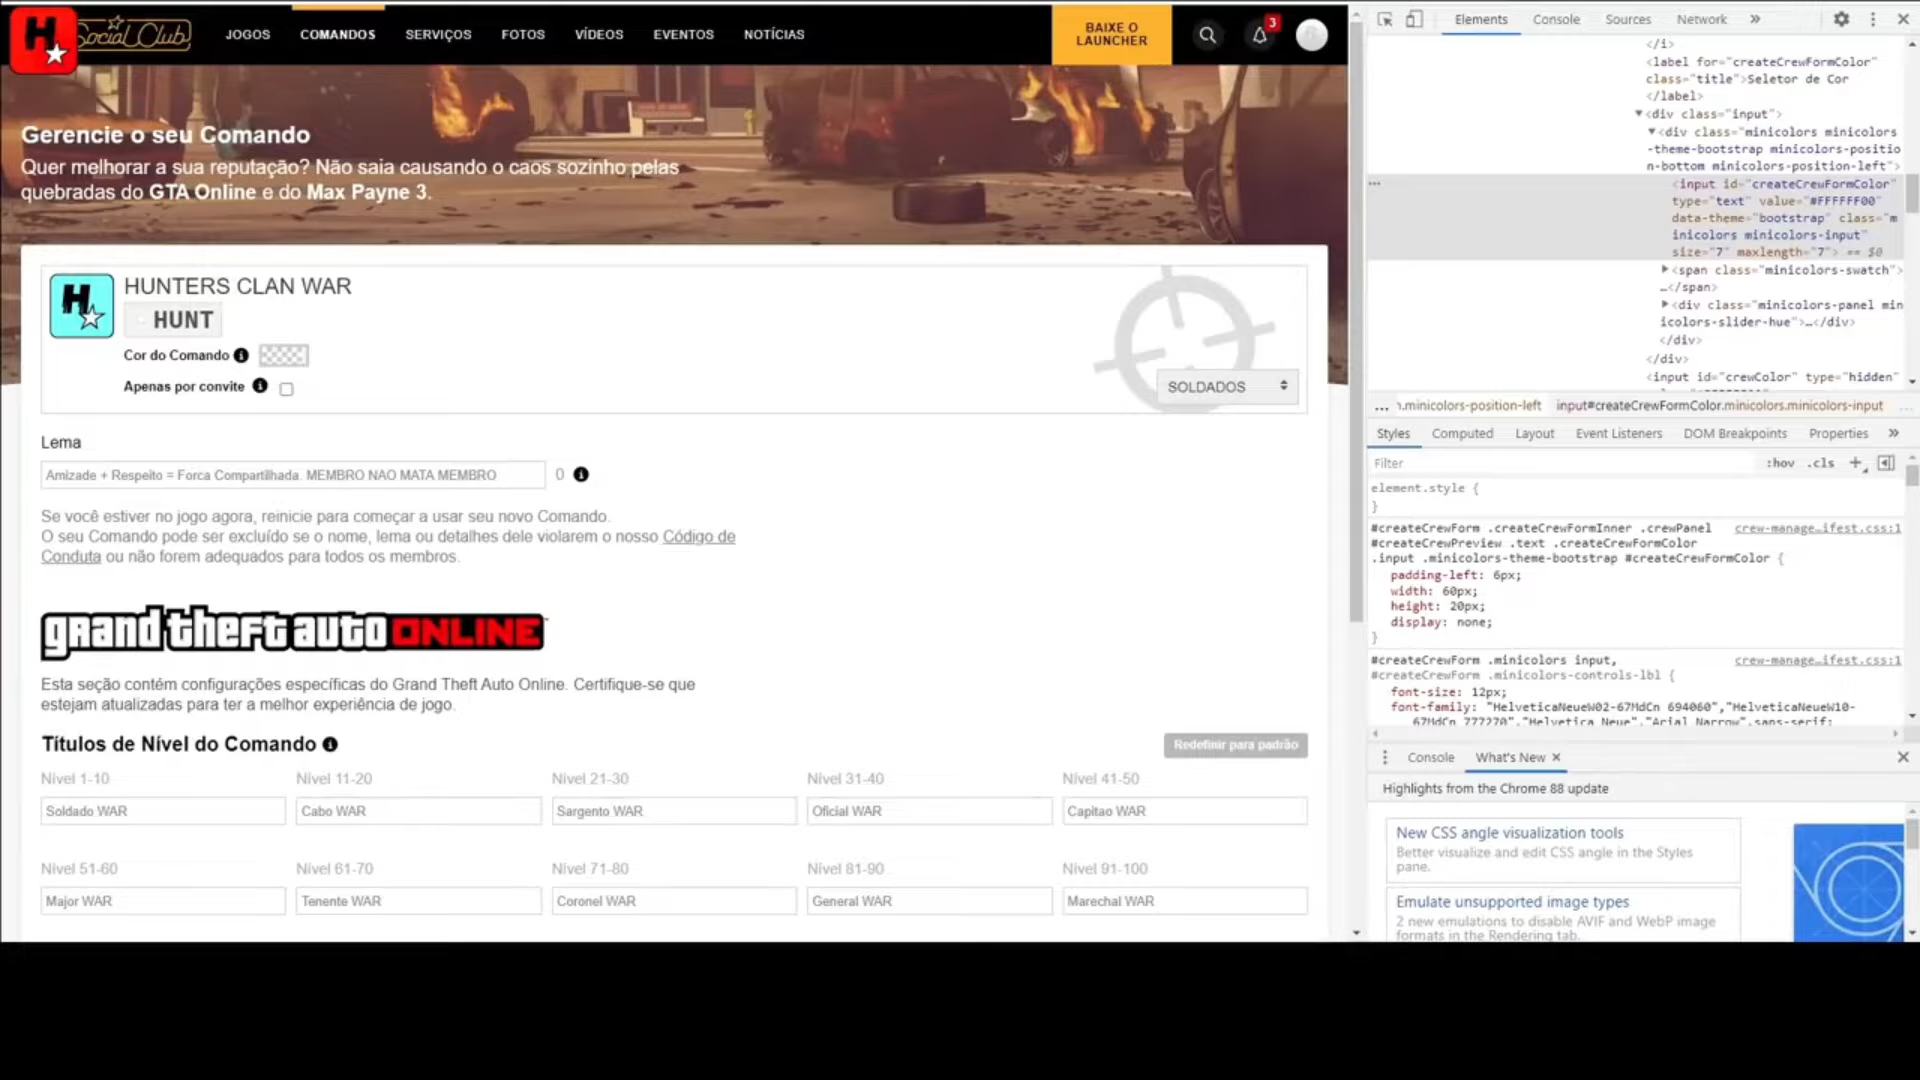 Social Club
JOGOS
COMANDOS
SERVIÇOS
FOTOS
VÍDEOS
EVENTOS
NOTÍCIAS
BAIXE O
LAUNCHER
3
Gerencie o seu Comando
Quer melhorar a sua reputação? Não saia causando o caos sozinho pelas
quebradas do GTA Online e do Max Payne 3.
H
HUNTERS CLAN WAR
HUNT
Cor do Comando
Apenas por convite
SOLDADOS
Lema
Amizade + Respeito = Forca Compartilhada. MEMBRO NAO MATA MEMBRO
0
Se você estiver no jogo agora, reinicie para começar a usar seu novo Comando.
O seu Comando pode ser excluído se o nome, lema ou detalhes dele violarem o nosso Código de
Conduta ou não forem adequados para todos os membros.
grand theft auto ONLINE
Esta seção contém configurações específicas do Grand Theft Auto Online. Certifique-se que
estejam atualizadas para ter a melhor experiência de jogo.
Títulos de Nível do Comando
Redefinir para padrão
Nível 1-10
Nível 11-20
Nível 21-30
Nível 31-40
Nível 41-50
Soldado WAR
Cabo WAR
Sargento WAR
Oficial WAR
Capitao WAR
Nível 51-60
Nível 61-70
Nível 71-80
Nível 81-90
Nível 91-100
Major WAR
Tenente WAR
Coronel WAR
General WAR
Marechal WAR
Elements
Console
Sources
Network
</i>
<label for="createCrewFormColor"
class="title">Seletor de Cor
</label>
<div class="input">
<div class="minicolors minicolors
-theme-bootstrap minicolors-positio
n-bottom minicolors-position-left">
<input id="createCrewFormColor"
type="text" value="#FFFFFF00"
data-theme="bootstrap" class="m
inicolors minicolors-input"
size="7" maxlength="7"> == $0
<span class="minicolors-swatch">
…</span>
<div class="minicolors-panel min
icolors-slider-hue">…</div>
</div>
</div>
<input id="crewColor" type="hidden"
… ı.minicolors-position-left input#createCrewFormColor.minicolors.minicolors-input …
Styles
Computed
Layout
Event Listeners
DOM Breakpoints
Properties
Filter
:hov .cls +
element.style {
}
#createCrewForm .createCrewFormInner .crewPanel
crew-manage…ifest.css:1
#createCrewPreview .text .createCrewFormColor
.input .minicolors-theme-bootstrap #createCrewFormColor {
padding-left: 6px;
width: 60px;
height: 20px;
display: none;
}
#createCrewForm .minicolors input,
crew-manage…ifest.css:1
#createCrewForm .minicolors-controls-lbl {
font-size: 12px;
font-family: "HelveticaNeueW02-67MdCn 694060","HelveticaNeueW10-
67MdCn 777270","Helvetica Neue","Arial Narrow",sans-serif;
Console
What's New
Highlights from the Chrome 88 update
New CSS angle visualization tools
Better visualize and edit CSS angle in the Styles
pane.
Emulate unsupported image types
2 new emulations to disable AVIF and WebP image
formats in the Rendering tab.